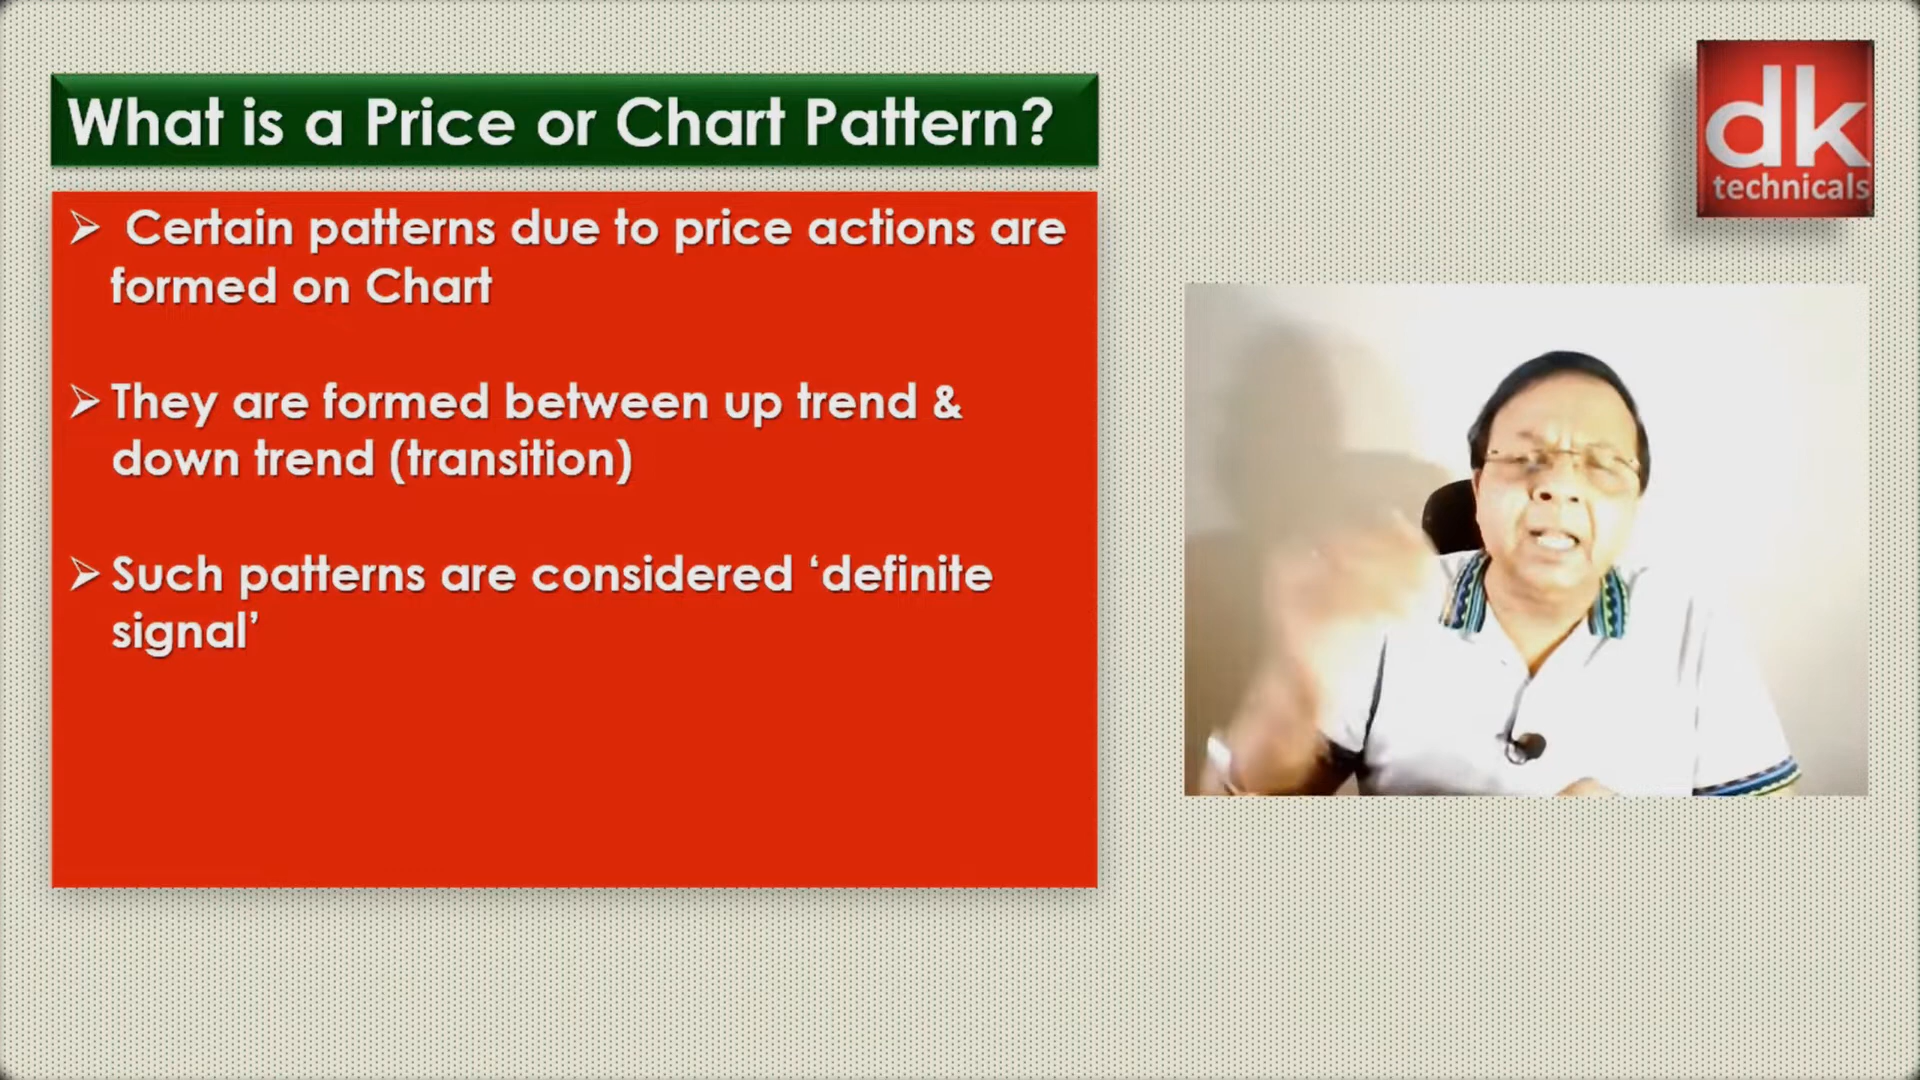 What is a Price or Chart Pattern?
dk
technicals
➢ Certain patterns due to price actions are
formed on Chart
➢ They are formed between up trend &
down trend (transition)
➢ Such patterns are considered ‘definite
signal’